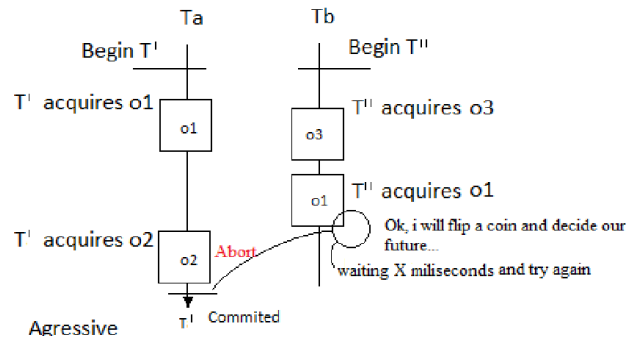 Ta
Tb
Begin T'
Begin T"
T' acquires o1
o1
T" acquires o3
o3
T" acquires o1
o1
T' acquires o2
o2
Abort
Ok, i will flip a coin and decide our
future...
waiting X miliseconds and try again
T' Commited
Agressive